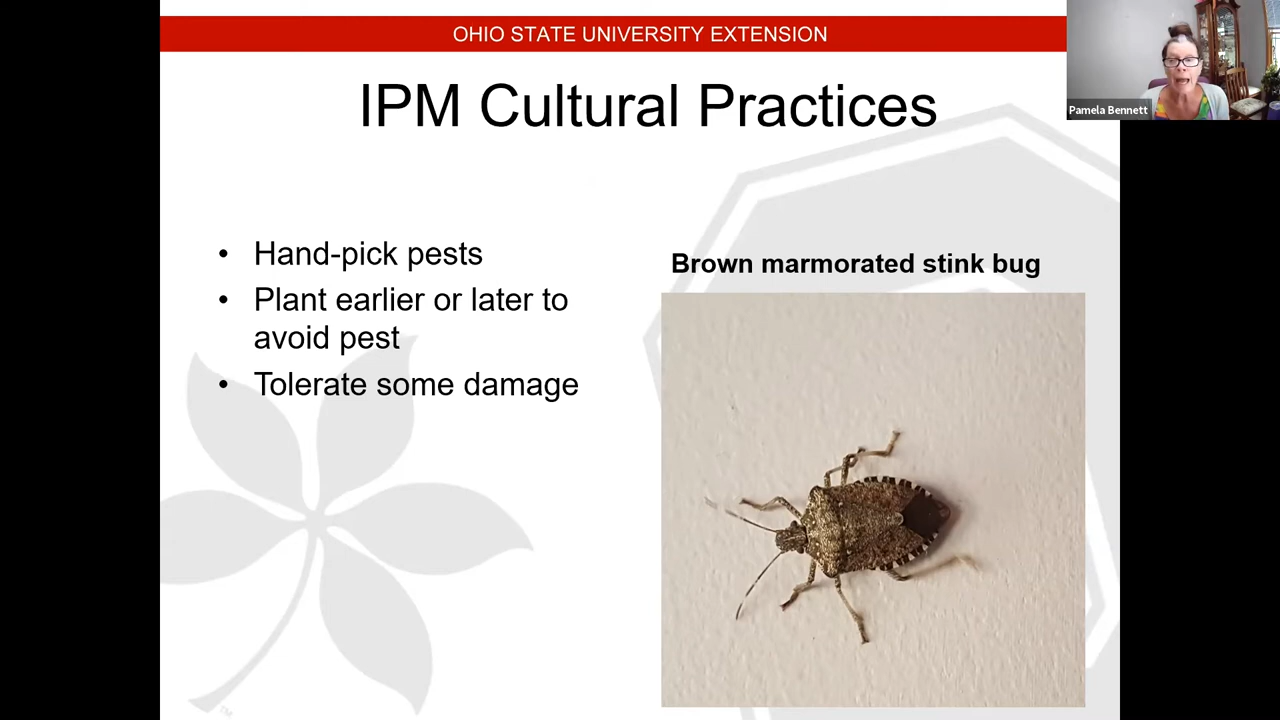 OHIO STATE UNIVERSITY EXTENSION
IPM Cultural Practices
Pamela Bennett
• Hand-pick pests
• Plant earlier or later to
avoid pest
• Tolerate some damage
Brown marmorated stink bug
TM